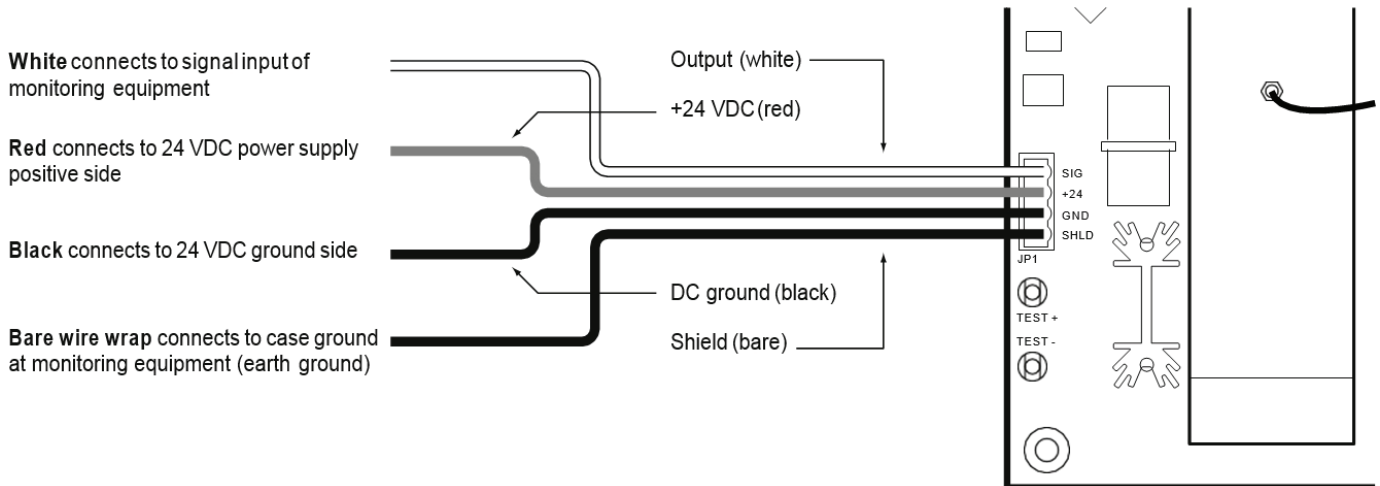 White connects to signal input of
monitoring equipment
Red connects to 24 VDC power supply
positive side
Black connects to 24 VDC ground side
Bare wire wrap connects to case ground
at monitoring equipment (earth ground)
Output (white)
+24 VDC (red)
DC ground (black)
Shield (bare)
SIG
+24
GND
SHLD
JP1
TEST +
TEST -